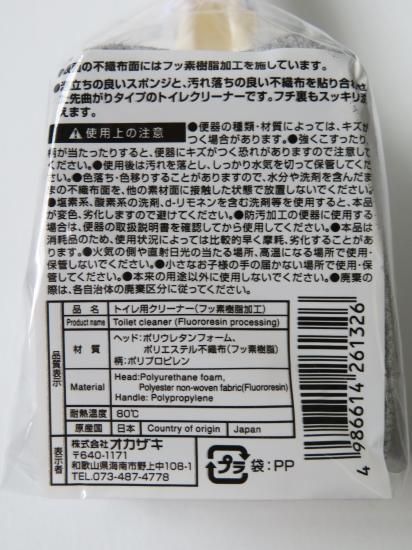 の不織布面にはフッ素樹脂加工を施しています。
立ちの良いスポンジと、汚れ落ちの良い不織布を貼り合
た先曲がりタイプのトイレクリーナーです。フチ裏もスッキリ
えます。
⚠使用上の注意 ●便器の種類・材質によっては、キズが
つく場合があります。●強くこすったり、
柄が当たったりすると、便器にキズがつく恐れがありますので注意して
ください。●使用後は汚れを落とし、しっかり水気を切って保管してくだ
さい。●色落ち・色移りすることがありますので、水分や洗剤を含んだま
まの不織布面を、他の素材面に接触した状態で放置しないでください。
●塩素系、酸素系の洗剤、d-リモネンを含む洗剤等を使用すると、本品
が変色、劣化しますので避けてください。●防汚加工の便器に使用する
場合は、便器の取扱説明書を確認してから使用してください。●本品は
消耗品のため、使用状況によっては比較的早く摩耗、劣化することがあ
ります。●火気の側や直射日光の当たる場所、高温になる場所で使用・
保管しないでください。●小さなお子様の手の届かない場所で使用・保
管してください。●本来の用途以外に使用しないでください。●廃棄の
際は、各自治体の廃棄区分に従ってください。
品質表示
品名 トイレ用クリーナー(フッ素樹脂加工)
Product name Toilet cleaner (Fluororesin processing)
材質 ヘッド:ポリウレタンフォーム、
ポリエステル不織布(フッ素樹脂)
柄:ポリプロピレン
Material Head:Polyurethane foam,
Polyester non-woven fabric(Fluororesin)
Handle: Polypropylene
耐熱温度 80℃
原産国 日本 Country of origin Japan
株式会社オカザキ
〒640-1171
和歌山県海南市野上中108-1
TEL.073-487-4778
プラ 袋:PP
4 986614 261326